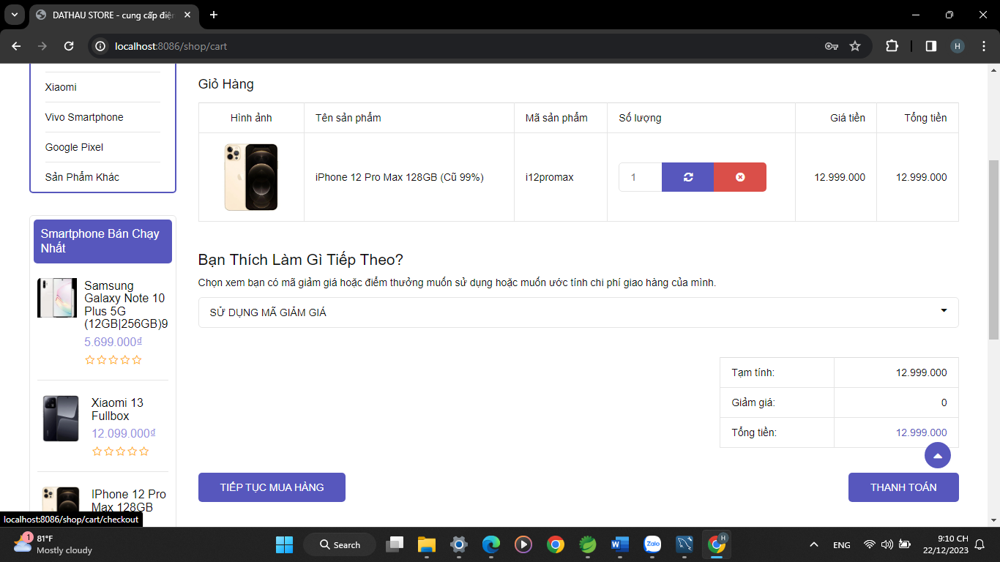 DATHAU STORE - cung cấp điện
localhost:8086/shop/cart
H
Xiaomi
Vivo Smartphone
Google Pixel
Sản Phẩm Khác
Smartphone Bán Chạy
Nhất
Samsung
Galaxy Note 10
Plus 5G
(12GB|256GB)9
5.699.000₫
Xiaomi 13
Fullbox
12.099.000₫
IPhone 12 Pro
Max 128GB
Giỏ Hàng
Hình ảnh Tên sản phẩm Mã sản phẩm Số lượng Giá tiền Tổng tiền
iPhone 12 Pro Max 128GB (Cũ 99%) i12promax 1 12.999.000 12.999.000
Bạn Thích Làm Gì Tiếp Theo?
Chọn xem bạn có mã giảm giá hoặc điểm thưởng muốn sử dụng hoặc muốn ước tính chi phí giao hàng của mình.
SỬ DỤNG MÃ GIẢM GIÁ
Tạm tính: 12.999.000
Giảm giá: 0
Tổng tiền: 12.999.000
TIẾP TỤC MUA HÀNG THANH TOÁN
localhost:8086/shop/cart/checkout
1
81°F
Mostly cloudy
Search
W
Zalo
H
ENG
9:10 CH
22/12/2023